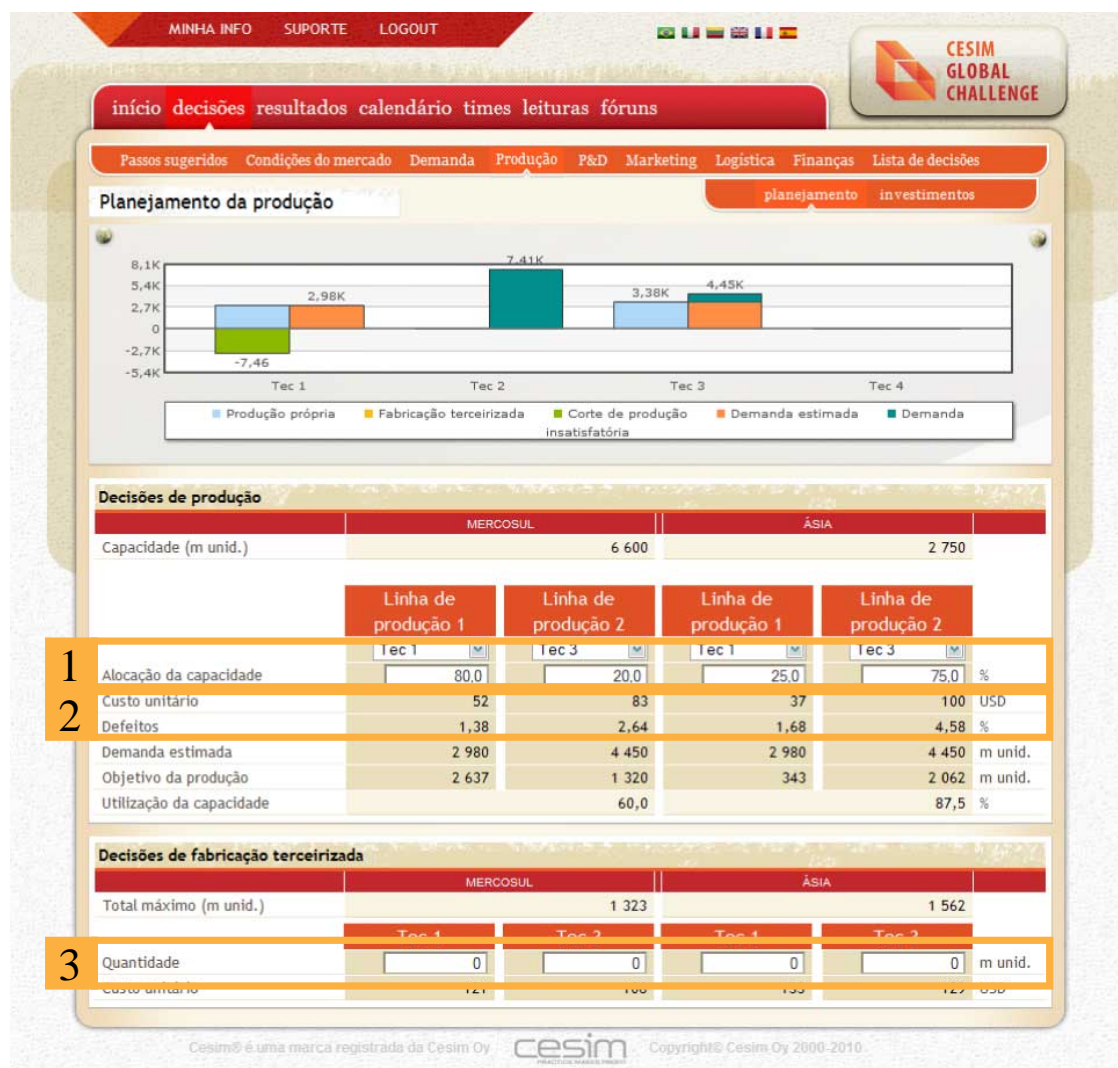 MINHA INFO SUPORTE LOGOUT
CESIM
GLOBAL
CHALLENGE
início decisões resultados calendário times leituras fóruns
Passos sugeridos Condições do mercado Demanda Produção P&D Marketing Logística Finanças Lista de decisões
Planejamento da produção
planejamento investimentos
8,1K
5,4K
2,7K
0
-2,7K
-5,4K
2,98K
7,41K
3,38K
4,45K
-7,46
Tec 1 Tec 2 Tec 3 Tec 4
Produção própria Fabricação terceirizada Corte de produção Demanda estimada Demanda
insatisfatória
Decisões de produção
MERCOSUL ÁSIA
Capacidade (m unid.) 6 600 2 750
Linha de produção 1 Linha de produção 2 Linha de produção 1 Linha de produção 2
1
Tec 1 Tec 3 Tec 1 Tec 3
Alocação da capacidade 80,0 20,0 25,0 75,0 %
2
Custo unitário 52 83 37 100 USD
Defeitos 1,38 2,64 1,68 4,58 %
Demanda estimada 2 980 4 450 2 980 4 450 m unid.
Objetivo da produção 2 637 1 320 343 2 062 m unid.
Utilização da capacidade 60,0 87,5 %
Decisões de fabricação terceirizada
MERCOSUL ÁSIA
Total máximo (m unid.) 1 323 1 562
Tec 1 Tec 1
3
Quantidade 0 0 0 0 m unid.
Custo unitário USD
Cesim® é uma marca registrada da Cesim Oy cesim Copyright© Cesim Oy 2000-2010